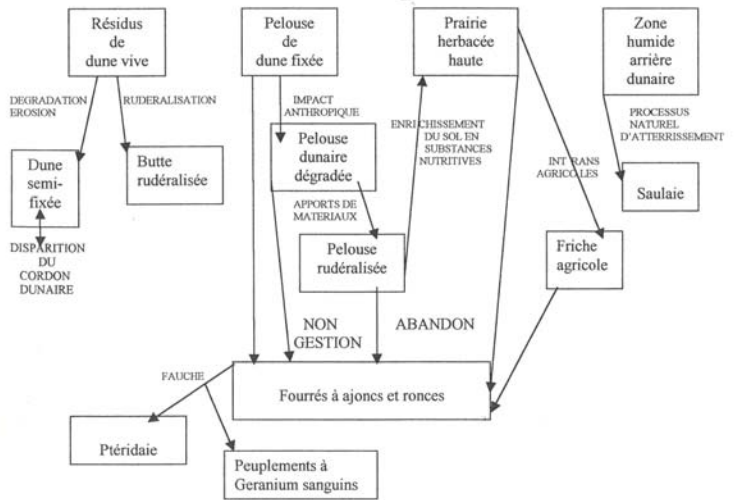 Résidus
de
dune vive
Pelouse
de
dune fixée
Prairie
herbacée
haute
Zone
humide
arrière
dunaire
DEGRADATION
EROSION
RUDERALISATION
IMPACT
ANTHROPIQUE
ENRICHISSEMENT
DU SOL EN
SUBSTANCES
NUTRITIVES
PROCESSUS
NATUREL
D'ATTERRISSEMENT
Dune
semi-
fixée
Butte
rudéralisée
Pelouse
dunaire
dégradée
INT RANS
AGRICOLES
Saulaie
APPORTS DE
MATERIAUX
DISPARITION
DU
CORDON
DUNAIRE
Pelouse
rudéralisée
Friche
agricole
NON
GESTION
ABANDON
FAUCHE
Fourrés à ajoncs et ronces
Ptéridaie
Peuplements à
Geranium sanguins